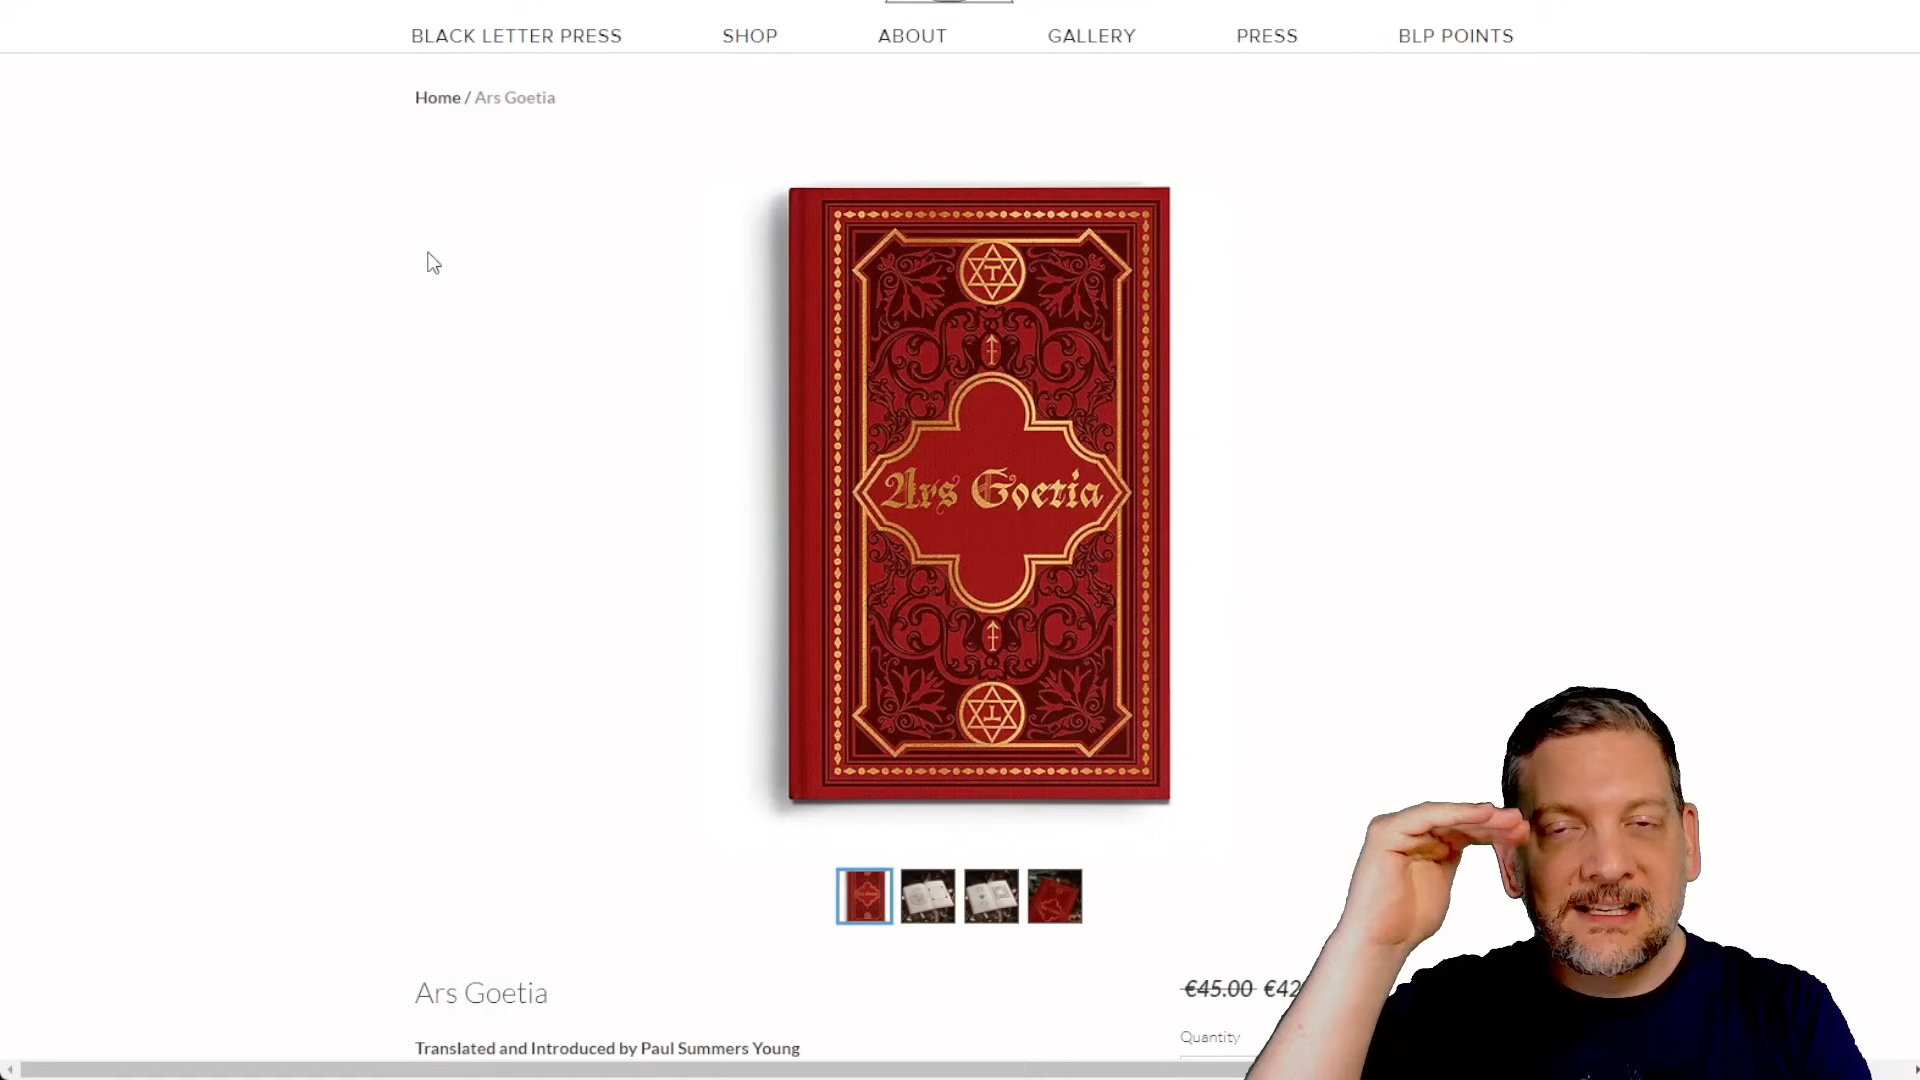 BLACK LETTER PRESS SHOP ABOUT GALLERY PRESS BLP POINTS
Home / Ars Goetia
T
Ars Goetia
T
Ars Goetia
€45.00 €42
Translated and Introduced by Paul Summers Young
Quantity